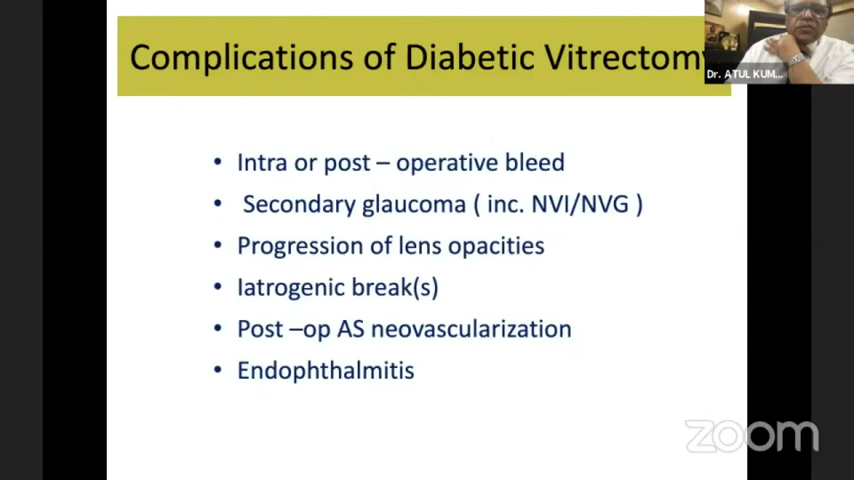 Complications of Diabetic Vitrectomy
Dr. ATUL KUM...
• Intra or post – operative bleed
• Secondary glaucoma ( inc. NVI/NVG )
• Progression of lens opacities
• Iatrogenic break(s)
• Post –op AS neovascularization
• Endophthalmitis
zoom